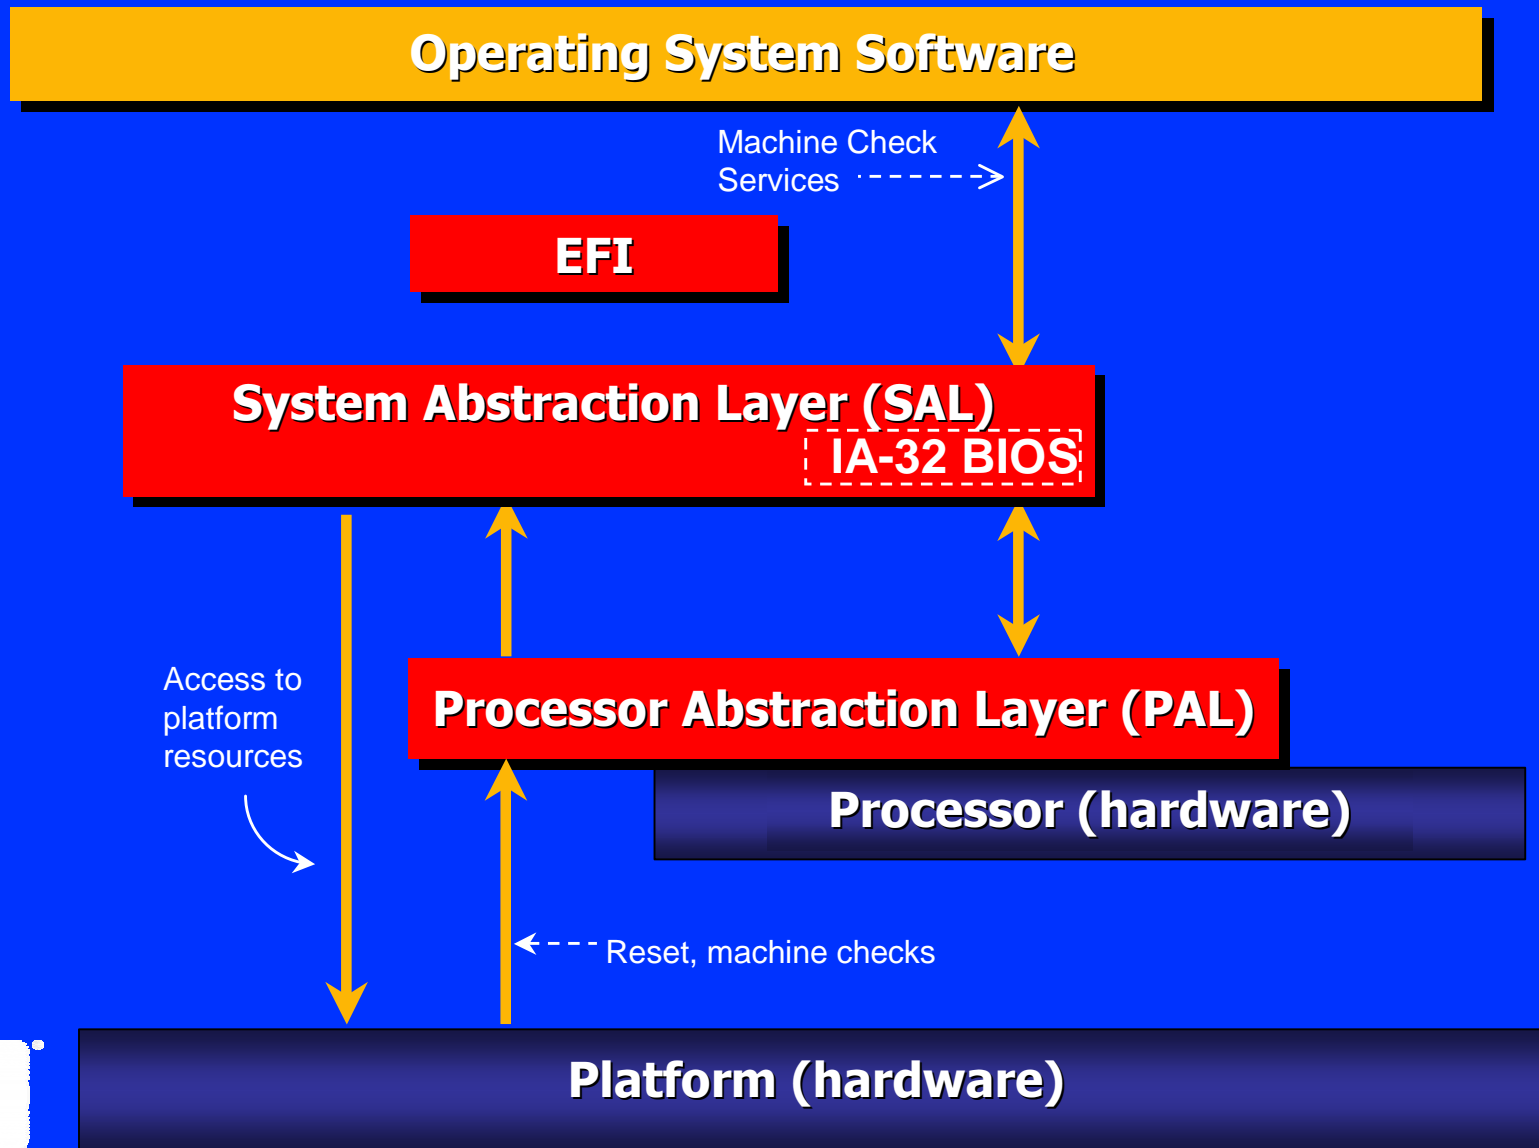 Operating System Software
Machine Check
Services
EFI
System Abstraction Layer (SAL)
IA-32 BIOS
Access to
platform
resources
Processor Abstraction Layer (PAL)
Processor (hardware)
Reset, machine checks
Platform (hardware)